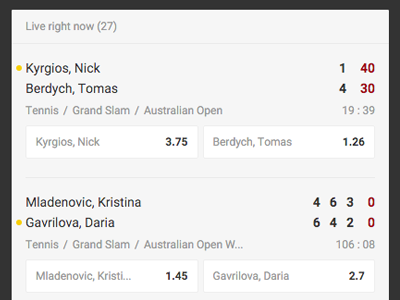 Live right now (27)
Kyrgios, Nick 1 40
Berdych, Tomas 4 30
Tennis / Grand Slam / Australian Open 19 : 39
Kyrgios, Nick 3.75 Berdych, Tomas 1.26
Mladenovic, Kristina 4 6 3 0
Gavrilova, Daria 6 4 2 0
Tennis / Grand Slam / Australian Open W... 106 : 08
Mladenovic, Kristi... 1.45 Gavrilova, Daria 2.7